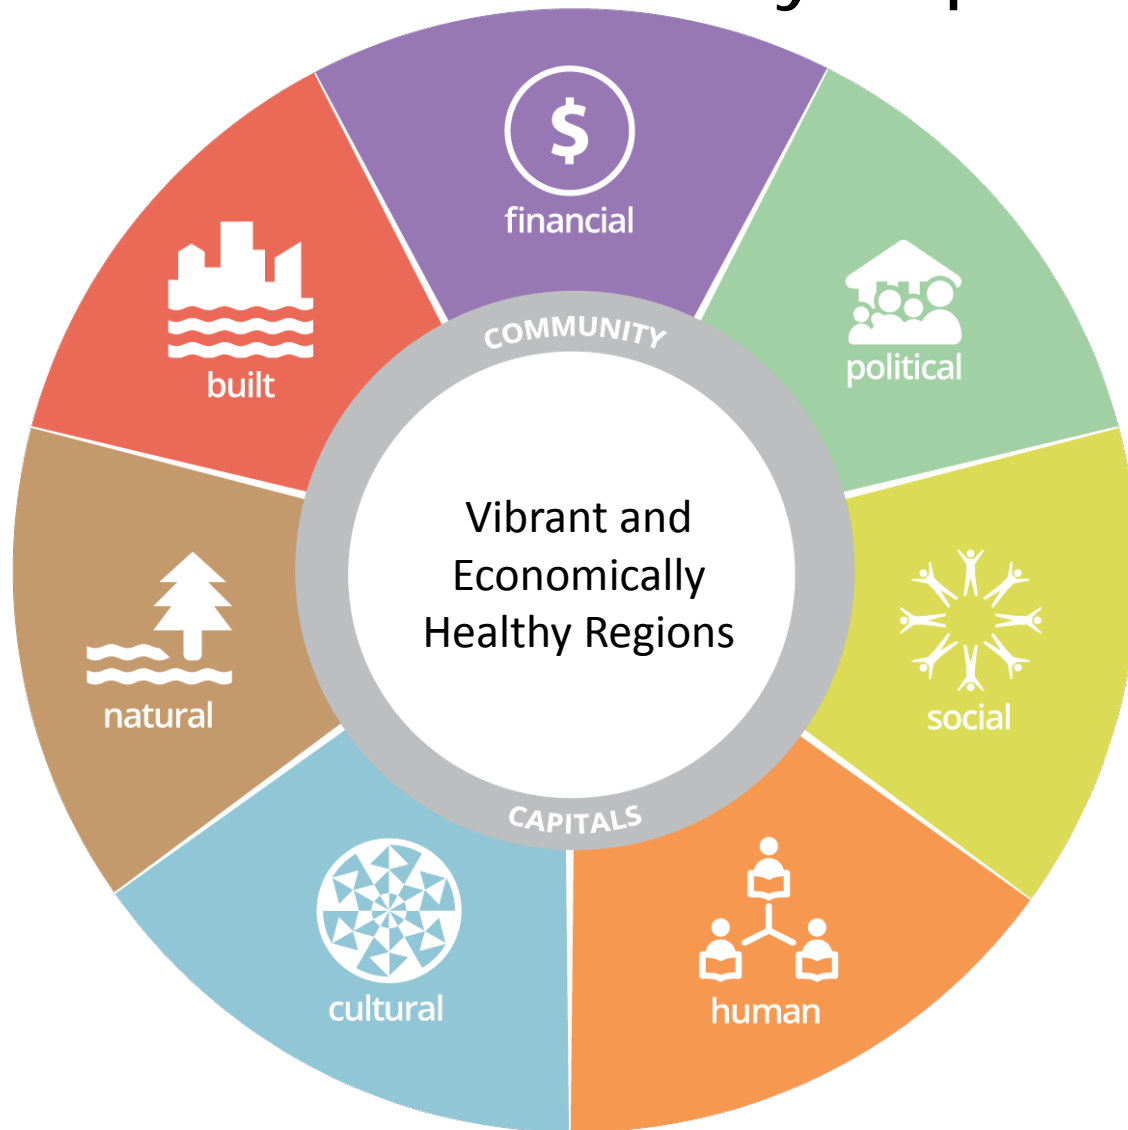 financial
COMMUNITY
political
built
Vibrant and
Economically
Healthy Regions
natural
social
CAPITALS
cultural
human